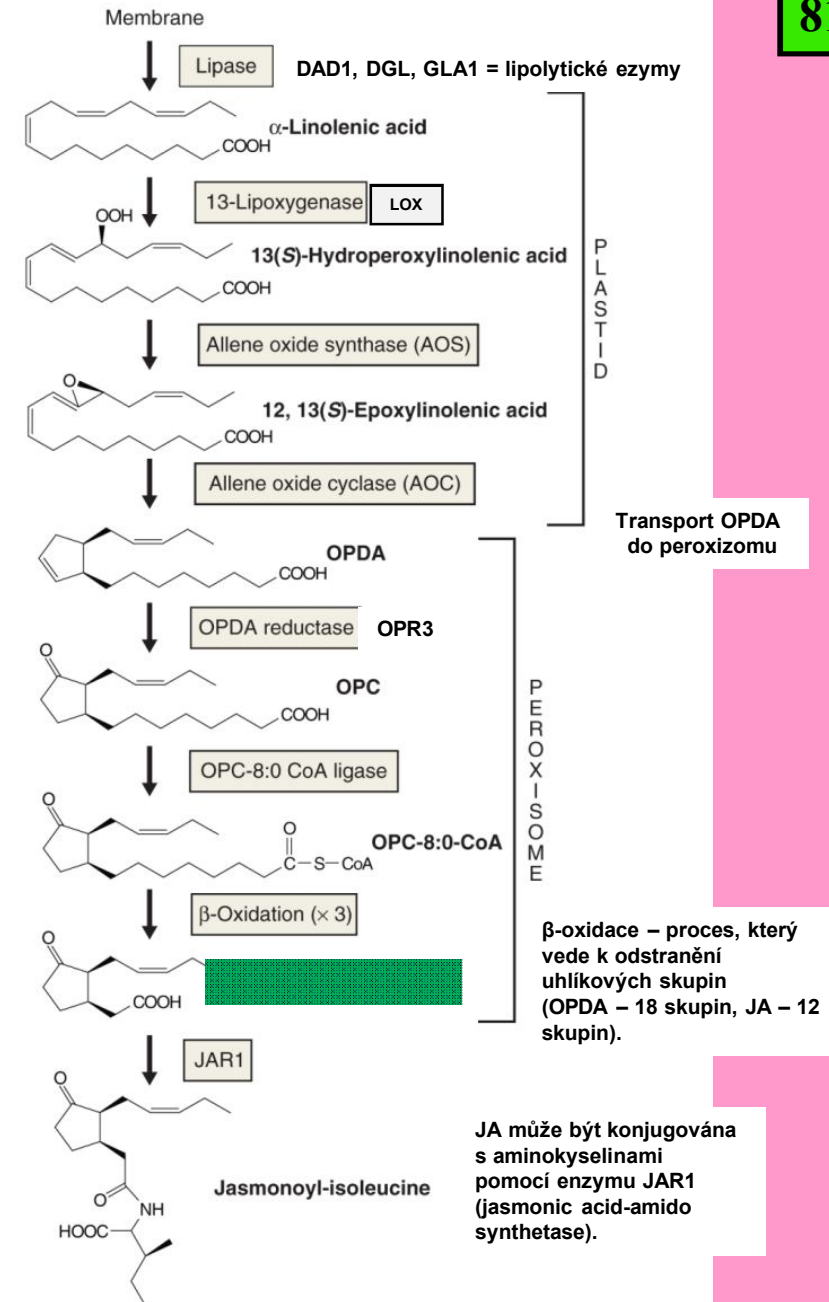 81
Membrane
Lipase
DAD1, DGL, GLA1 = lipolytické ezymy
α-Linolenic acid
COOH
13-Lipoxygenase
LOX
OOH
13(S)-Hydroperoxylinolenic acid
COOH
Allene oxide synthase (AOS)
O
12, 13(S)-Epoxylinolenic acid
COOH
Allene oxide cyclase (AOC)
PLASTID
Transport OPDA
do peroxizomu
OPDA
COOH
OPDA reductase OPR3
O
OPC
COOH
OPC-8:0 CoA ligase
O
O
OPC-8:0-CoA
C–S–CoA
β-Oxidation (× 3)
PEROXISOME
β-oxidace – proces, který
vede k odstranění
uhlíkových skupin
(OPDA – 18 skupin, JA – 12
skupin).
O
COOH
JAR1
O
JA může být konjugována
s aminokyselinami
pomocí enzymu JAR1
(jasmonic acid-amido
synthetase).
Jasmonoyl-isoleucine
O
NH
HOOC